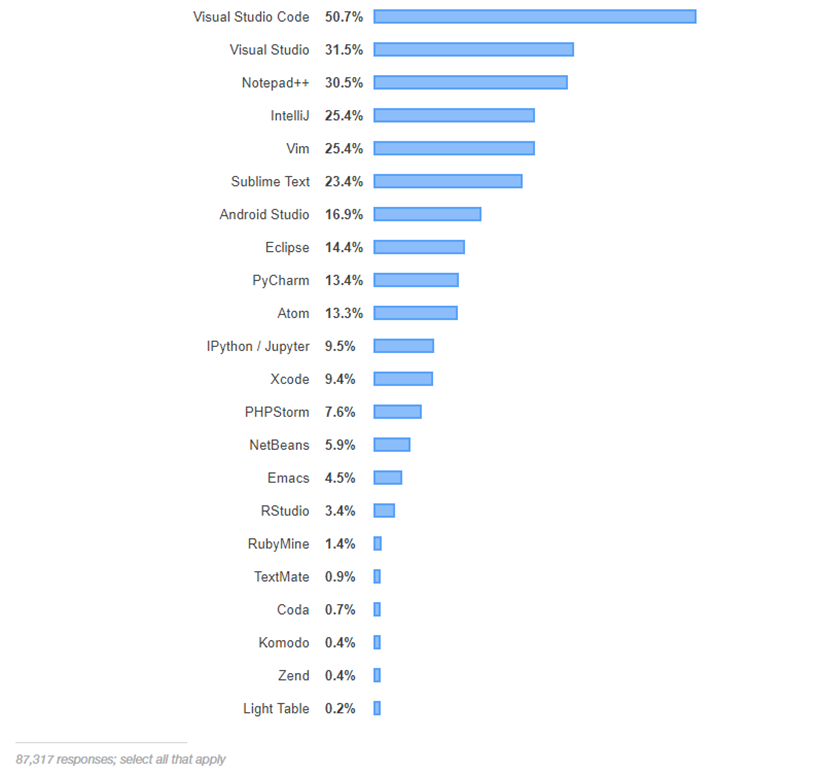 Visual Studio Code 50.7%
Visual Studio 31.5%
Notepad++ 30.5%
IntelliJ 25.4%
Vim 25.4%
Sublime Text 23.4%
Android Studio 16.9%
Eclipse 14.4%
PyCharm 13.4%
Atom 13.3%
IPython / Jupyter 9.5%
Xcode 9.4%
PHPStorm 7.6%
NetBeans 5.9%
Emacs 4.5%
RStudio 3.4%
RubyMine 1.4%
TextMate 0.9%
Coda 0.7%
Komodo 0.4%
Zend 0.4%
Light Table 0.2%
87,317 responses; select all that apply